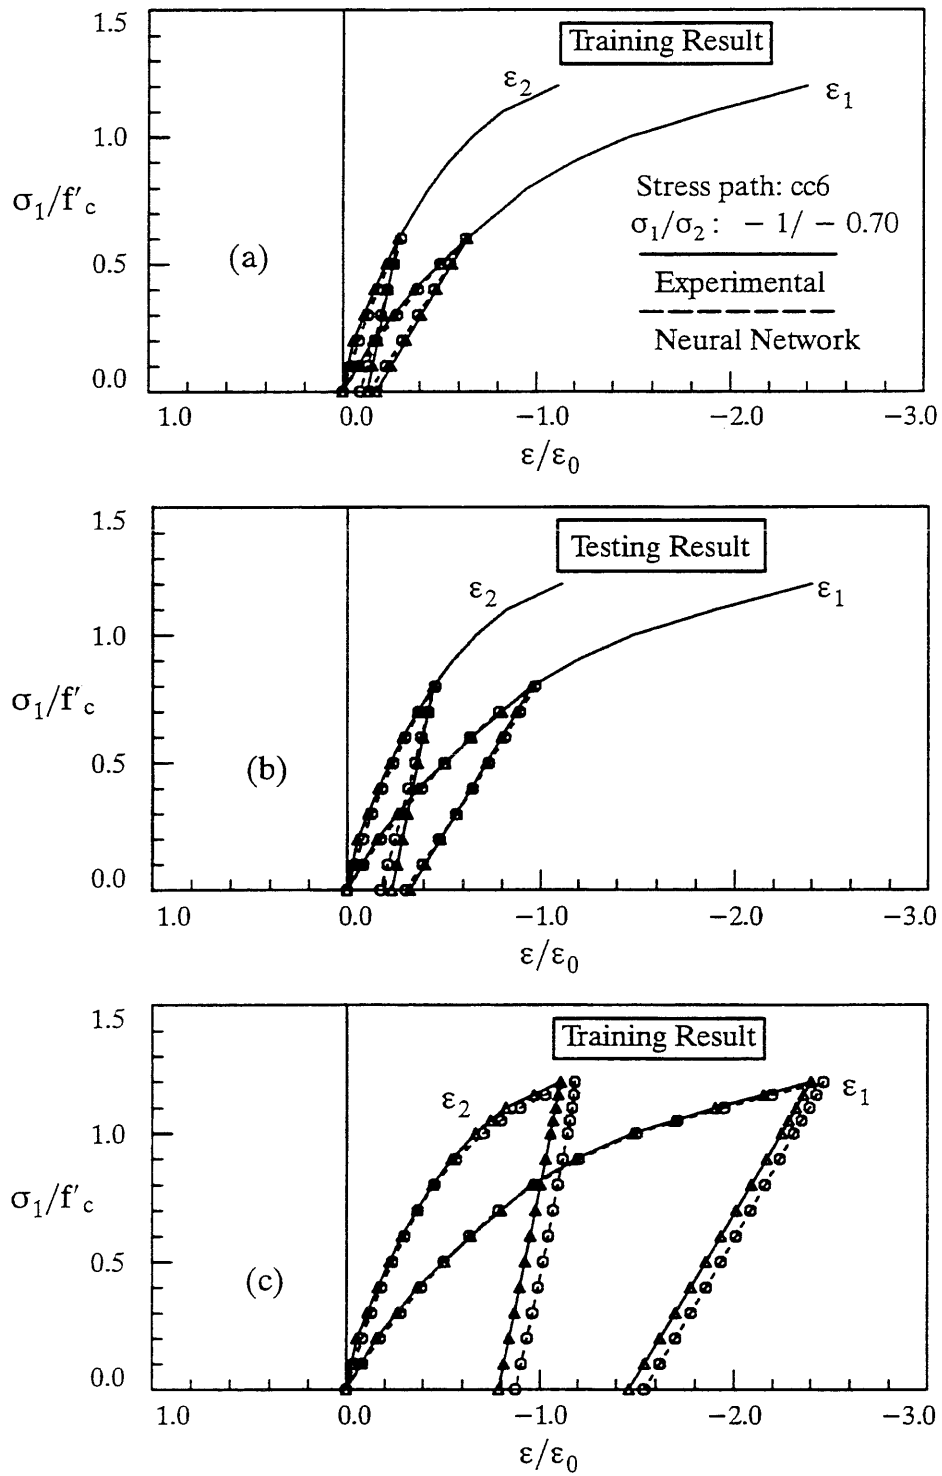 1.5
Training Result
ε₂
ε₁
1.0
Stress path: cc6
σ₁/f′c
σ₁/σ₂: − 1/ − 0.70
(a)
0.5
Experimental
Neural Network
0.0
1.0 0.0 −1.0 −2.0 −3.0
ε/ε₀
1.5
Testing Result
ε₂
ε₁
1.0
σ₁/f′c
(b)
0.5
0.0
1.0 0.0 −1.0 −2.0 −3.0
ε/ε₀
1.5
Training Result
ε₂
ε₁
1.0
σ₁/f′c
(c)
0.5
0.0
1.0 0.0 −1.0 −2.0 −3.0
ε/ε₀